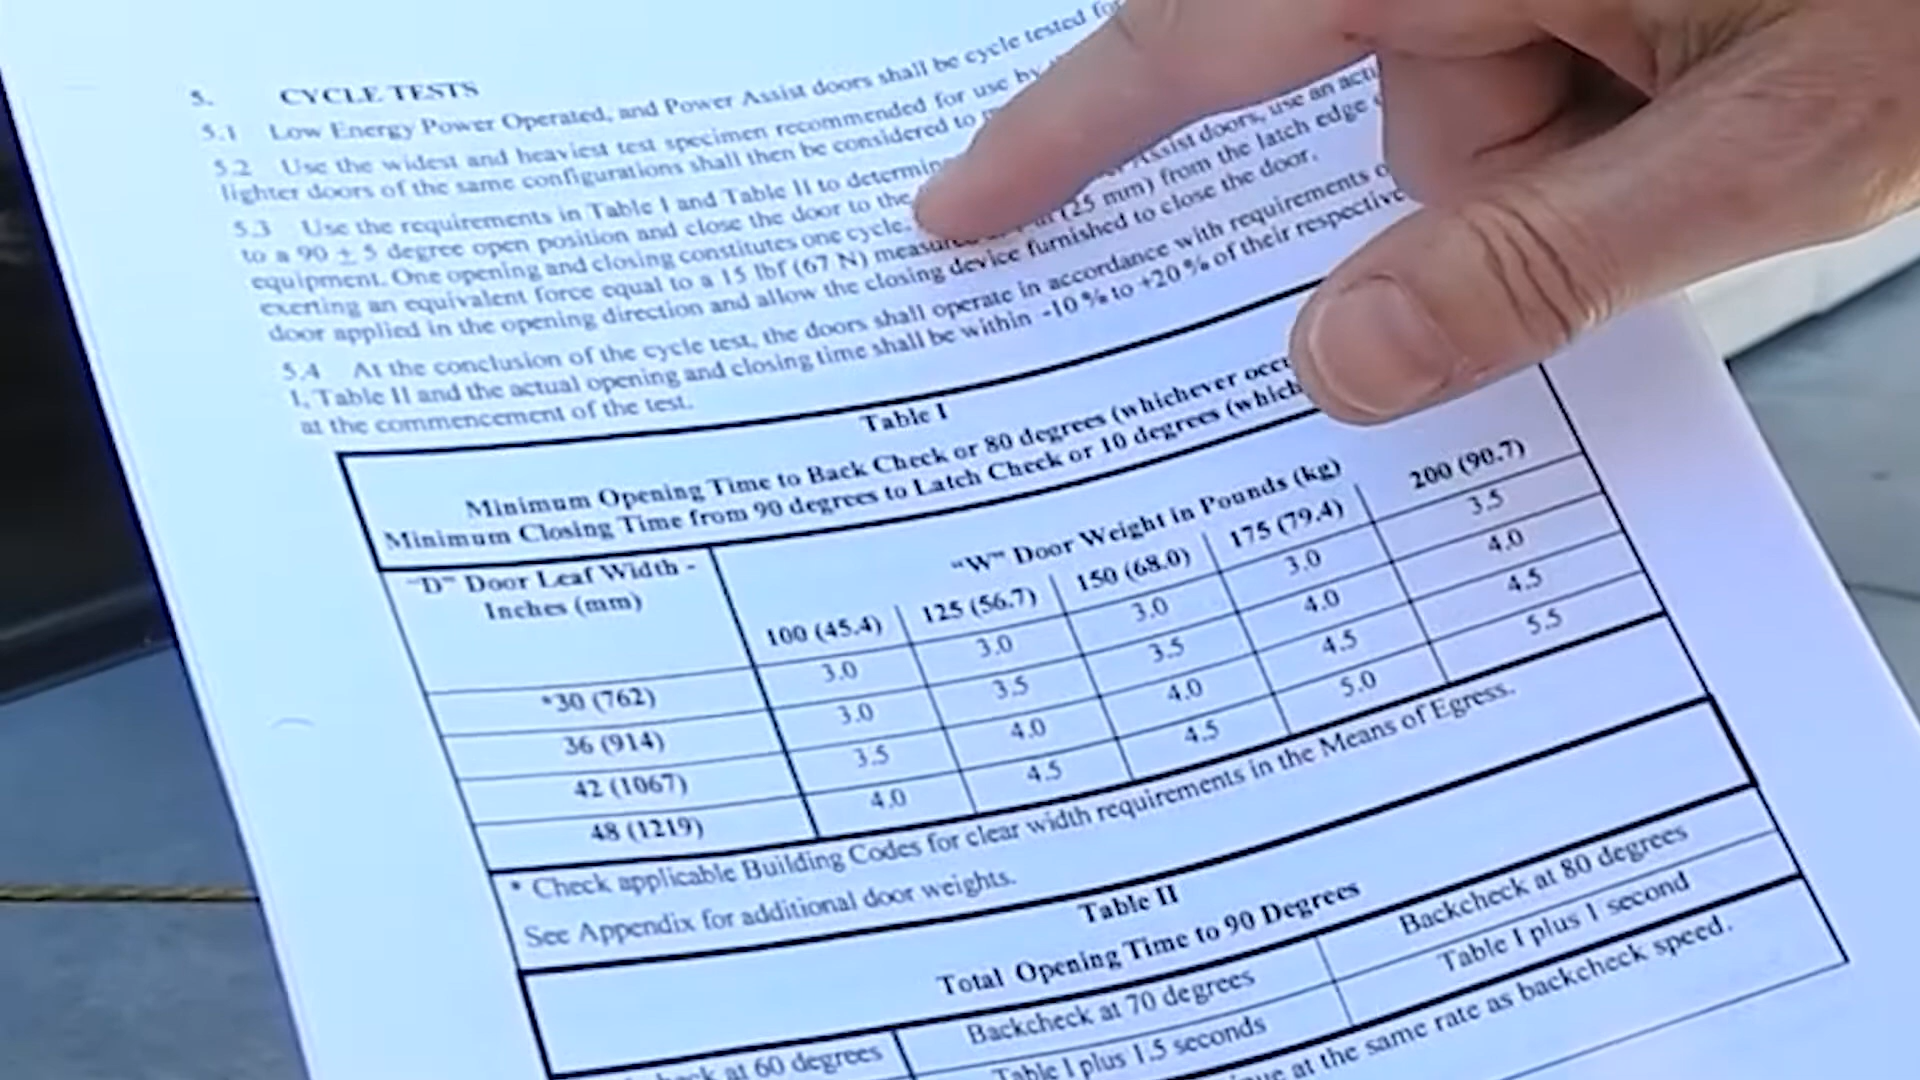 5. CYCLE TESTS
5.1 Low Energy Power Operated, and Power Assist doors shall be cycle tested for
5.2 Use the widest and heaviest test specimen recommended for use by
lighter doors of the same configurations shall then be considered to
5.3 Use the requirements in Table I and Table II to Assist doors, use an
to a 90 ± 5 degree open position and close the door to the (25 mm) from the latch edge
equipment. One opening and closing constitutes one cycle.
exerting an equivalent force equal to a 15 lbf (67 N) furnished to close the door.
door applied in the opening direction and allow the closing device
5.4 At the conclusion of the cycle test, the doors shall operate in accordance with requirements
1, Table II and the actual opening and closing time shall be within -10 % to +20 % of their respective
at the commencement of the test.
Table I
Minimum Opening Time to Back Check or 80 degrees (whichever
Minimum Closing Time from 90 degrees to Latch Check or 10 degrees
"D" Door Leaf Width - "W" Door Weight in Pounds (kg)
Inches (mm)
100 (45.4) 125 (56.7) 150 (68.0) 175 (79.4) 200 (90.7)
*30 (762) 3.0 3.0 3.0 3.0 3.5
36 (914) 3.0 3.5 3.5 4.0 4.0
42 (1067) 3.5 4.0 4.0 4.5 4.5
48 (1219) 4.0 4.5 4.5 5.0 5.5
* Check applicable Building Codes for clear width requirements in the Means of Egress.
See Appendix for additional door weights.
Table II
Total Opening Time to 90 Degrees
at 60 degrees Backcheck at 70 degrees Backcheck at 80 degrees
Table I plus 1.5 seconds Table I plus 1 second
at the same rate as backcheck speed.